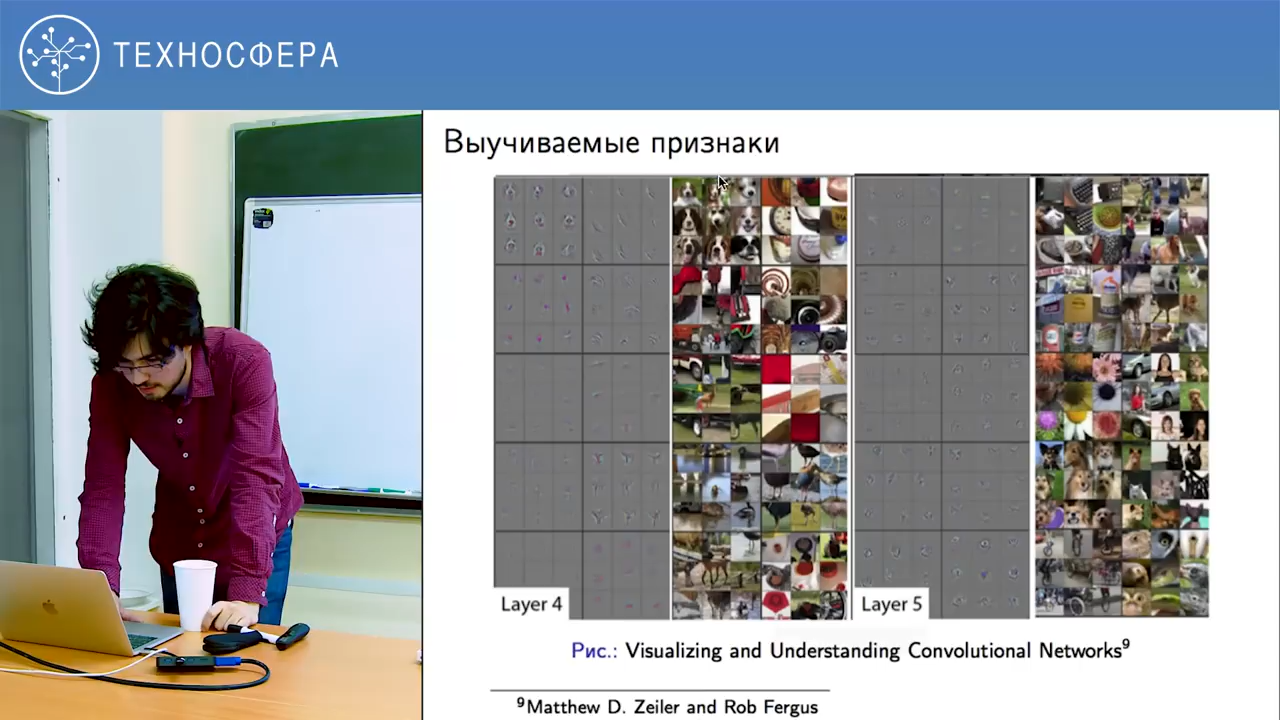 ТЕХНОСФЕРА
Выучиваемые признаки
Layer 4
Layer 5
Рис.: Visualizing and Understanding Convolutional Networks⁹
⁹Matthew D. Zeiler and Rob Fergus